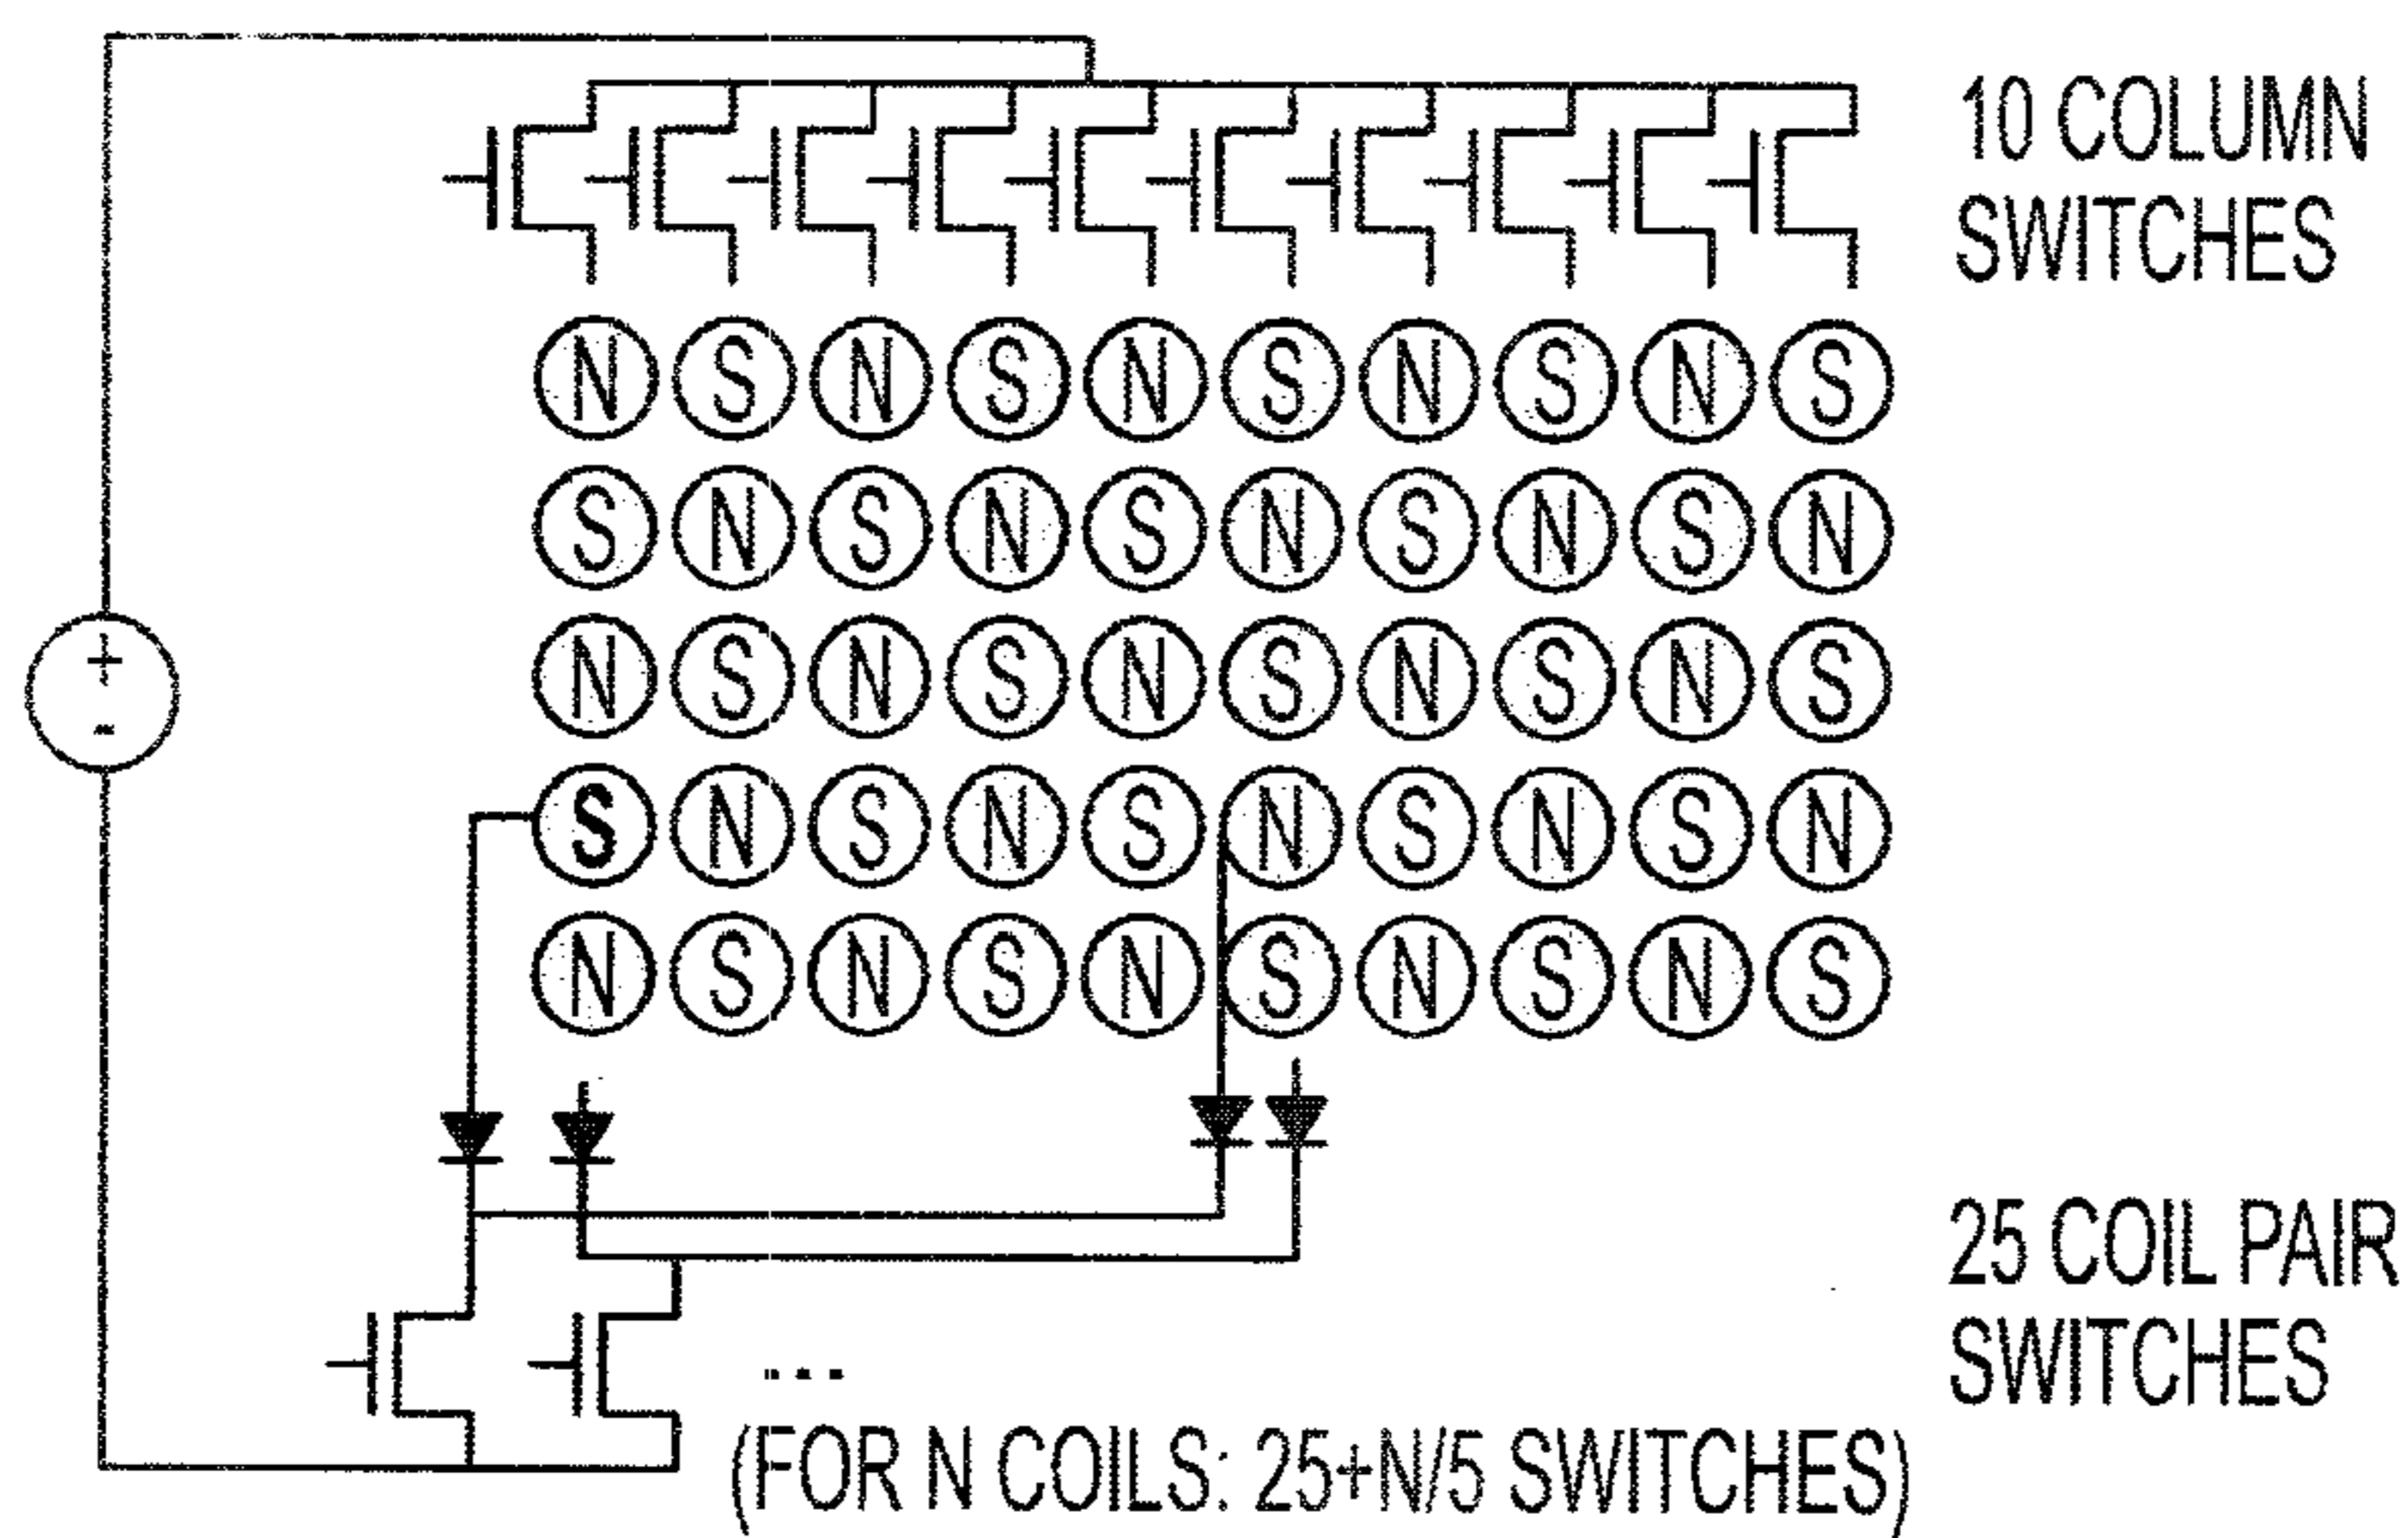 10 COLUMN
SWITCHES
N S N S N S N S N S
S N S N S N S N S N
N S N S N S N S N S
+
-
S N S N S N S N S N
N S N S N S N S N S
25 COIL PAIR
SWITCHES
...
(FOR N COILS: 25+N/5 SWITCHES)